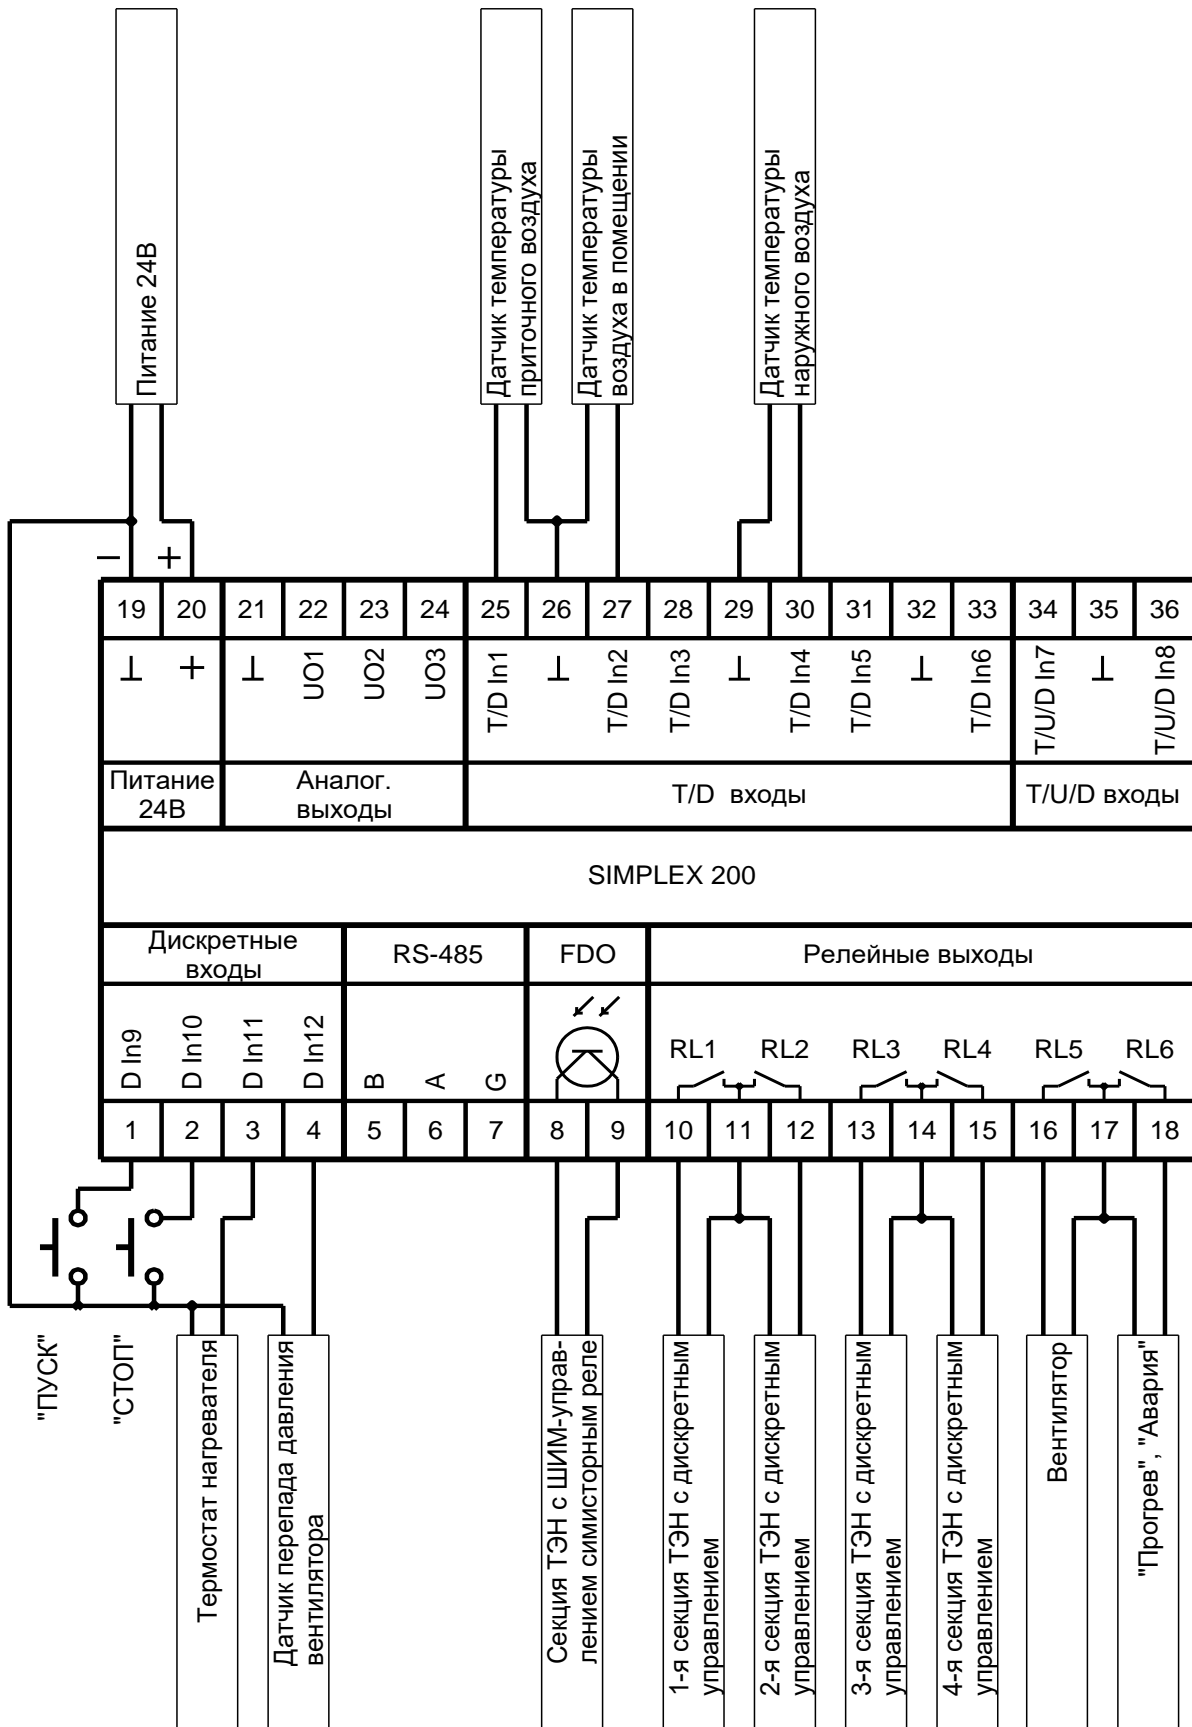 Питание 24В
Датчик температуры
приточного воздуха
Датчик температуры
воздуха в помещении
Датчик температуры
наружного воздуха
− +
19 20 21 22 23 24 25 26 27 28 29 30 31 32 33 34 35 36
⊥ + ⊥ UO1 UO2 UO3 T/D In1 ⊥ T/D In2 T/D In3 ⊥ T/D In4 T/D In5 ⊥ T/D In6 T/U/D In7 ⊥ T/U/D In8
Питание
24В
Аналог.
выходы
T/D входы
T/U/D входы
SIMPLEX 200
Дискретные
входы
RS-485
FDO
Релейные выходы
D In9 D In10 D In11 D In12 B A G
RL1 RL2 RL3 RL4 RL5 RL6
1 2 3 4 5 6 7 8 9 10 11 12 13 14 15 16 17 18
"ПУСК"
"СТОП"
Термостат нагревателя
Датчик перепада давления
вентилятора
Секция ТЭН с ШИМ-управ-
лением симисторным реле
1-я секция ТЭН с дискретным
управлением
2-я секция ТЭН с дискретным
управлением
3-я секция ТЭН с дискретным
управлением
4-я секция ТЭН с дискретным
управлением
Вентилятор
"Прогрев", "Авария"